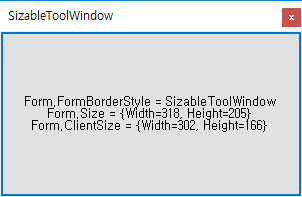 SizableToolWindow
Form.FormBorderStyle = SizableToolWindow
Form.Size = {Width=318, Height=205}
Form.ClientSize = {Width=302, Height=166}